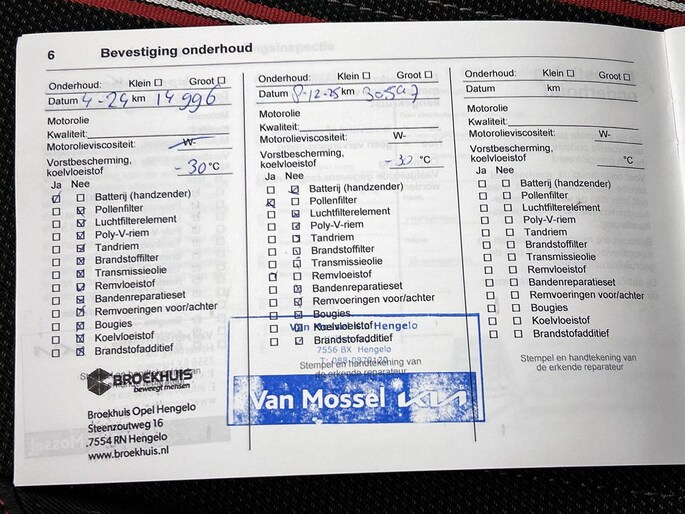 6 Bevestiging onderhoud
Onderhoud: Klein ☐ Groot ☐
Datum 4-24 km 14996
Motorolie
Kwaliteit:
Motorolieviscositeit: W-
Vorstbescherming,
koelvloeistof -30 °C
Ja Nee
Batterij (handzender)
Pollenfilter
Luchtfilterelement
Poly-V-riem
Tandriem
Brandstoffilter
Transmissieolie
Remvloeistof
Bandenreparatieset
Remvoeringen voor/achter
Bougies
Koelvloeistof
Brandstofadditief
BROEKHUIS
beweegt mensen
Broekhuis Opel Hengelo
Steenzoutweg 16
7554 RN Hengelo
www.broekhuis.nl
Onderhoud: Klein ☐ Groot ☐
Datum 8-12-25 km 30597
Motorolie
Kwaliteit:
Motorolieviscositeit: W-
Vorstbescherming,
koelvloeistof -30 °C
Ja Nee
Batterij (handzender)
Pollenfilter
Luchtfilterelement
Poly-V-riem
Tandriem
Brandstoffilter
Transmissieolie
Remvloeistof
Bandenreparatieset
Remvoeringen voor/achter
Bougies
Koelvloeistof
Brandstofadditief
Stempel en handtekening van
de erkende reparateur
Van Mossel Kia Hengelo
7556 BX Hengelo
Van Mossel KIA
Onderhoud: Klein ☐ Groot ☐
Datum km
Motorolie
Kwaliteit:
Motorolieviscositeit: W-
Vorstbescherming,
koelvloeistof °C
Ja Nee
Batterij (handzender)
Pollenfilter
Luchtfilterelement
Poly-V-riem
Tandriem
Brandstoffilter
Transmissieolie
Remvloeistof
Bandenreparatieset
Remvoeringen voor/achter
Bougies
Koelvloeistof
Brandstofadditief
Stempel en handtekening van
de erkende reparateur